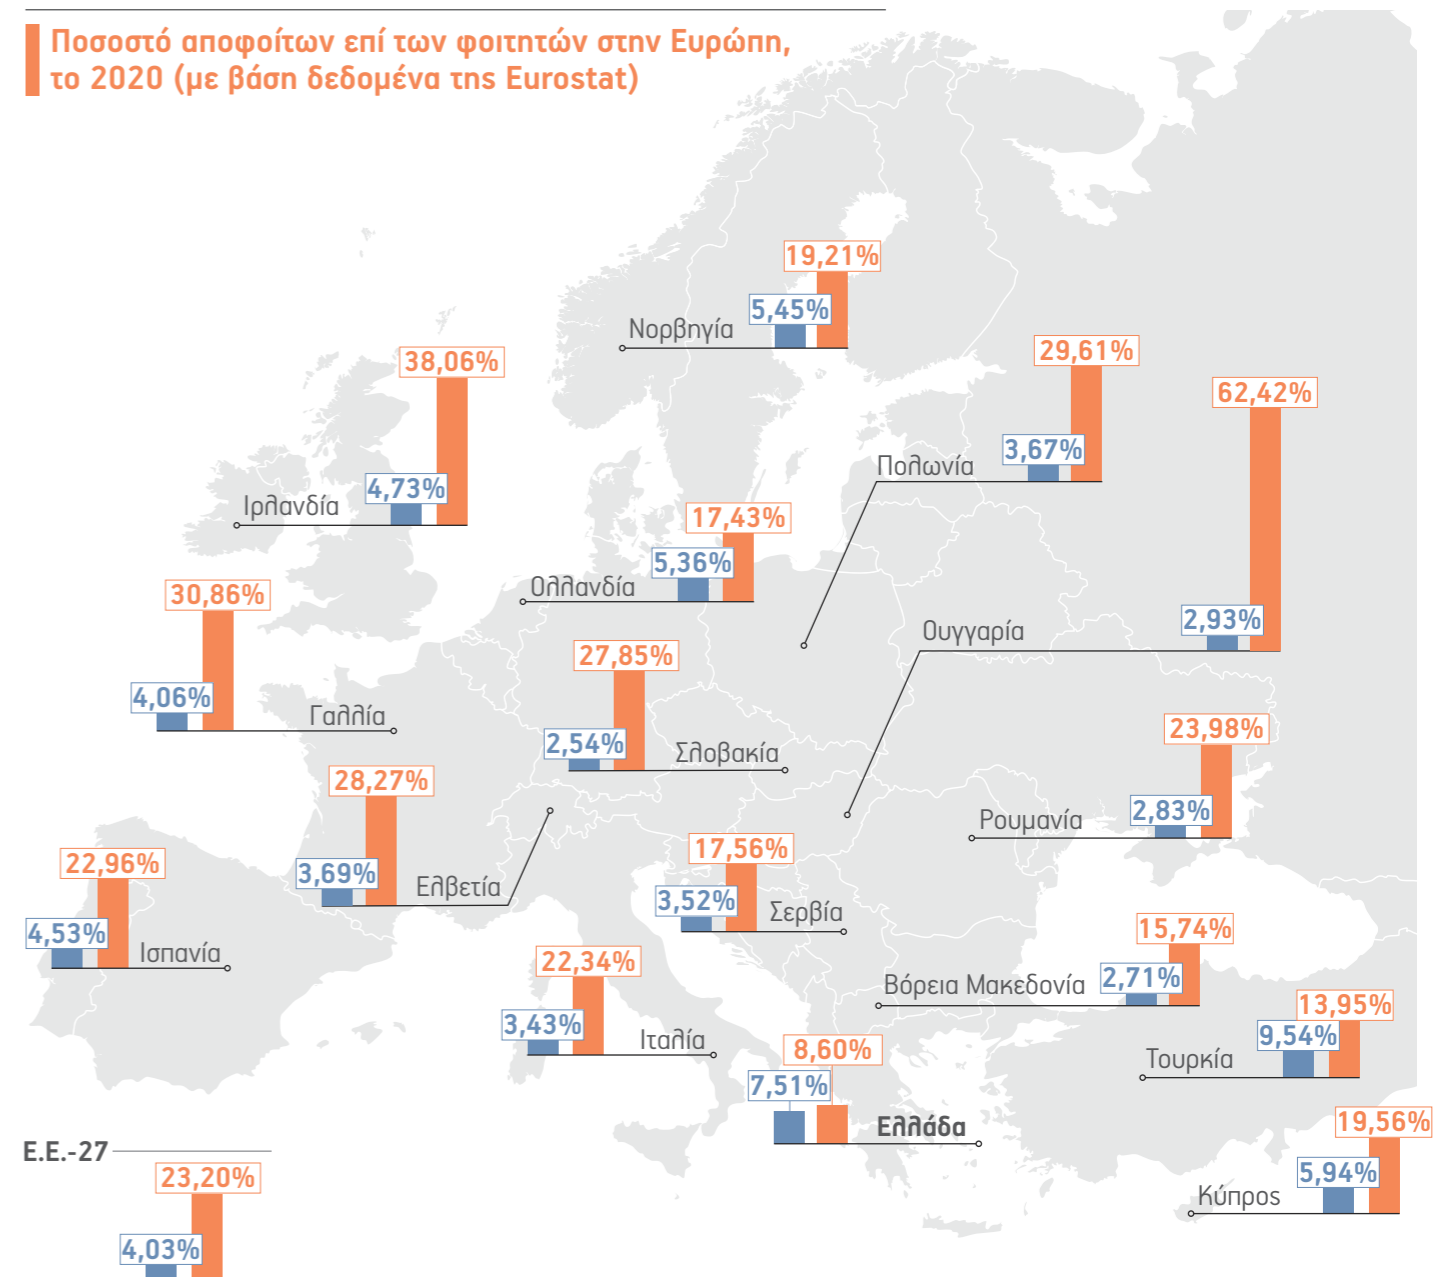 Ποσοστό αποφοίτων επί των φοιτητών στην Ευρώπη,
το 2020 (με βάση δεδομένα της Eurostat)
19,21%
5,45%
Νορβηγία
29,61%
3,67%
Πολωνία
38,06%
4,73%
Ιρλανδία
62,42%
2,93%
Ουγγαρία
17,43%
5,36%
Ολλανδία
30,86%
4,06%
Γαλλία
27,85%
2,54%
Σλοβακία
23,98%
2,83%
Ρουμανία
28,27%
3,69%
Ελβετία
17,56%
3,52%
Σερβία
22,96%
4,53%
Ισπανία
15,74%
2,71%
Βόρεια Μακεδονία
22,34%
3,43%
Ιταλία
13,95%
9,54%
Τουρκία
8,60%
7,51%
Ελλάδα
19,56%
5,94%
Κύπρος
Ε.Ε.-27
23,20%
4,03%